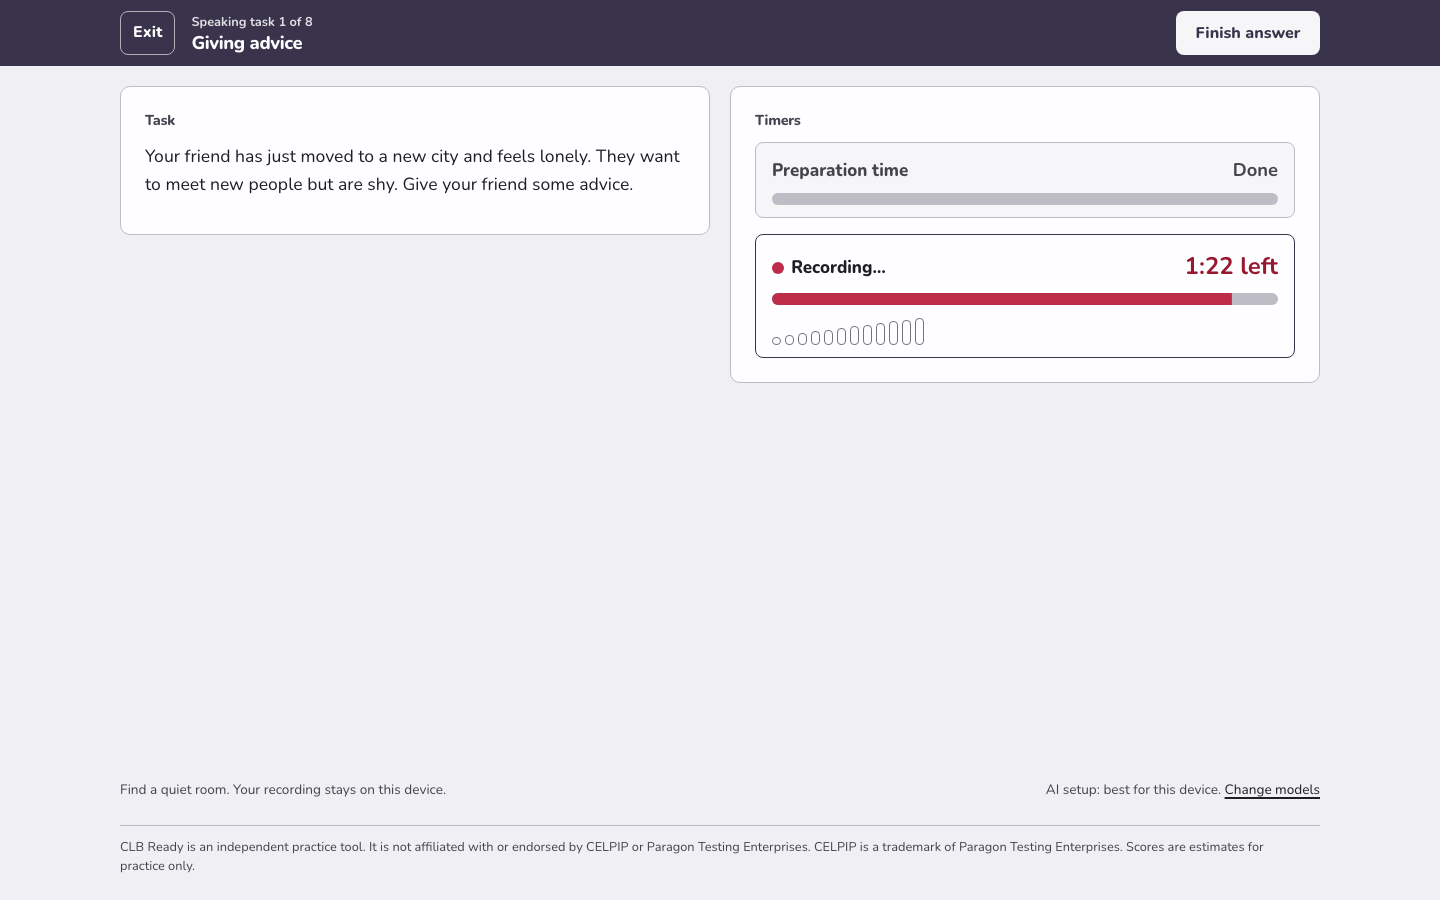 Exit
Speaking task 1 of 8
Giving advice
Finish answer
Task
Your friend has just moved to a new city and feels lonely. They want
to meet new people but are shy. Give your friend some advice.
Timers
Preparation time
Done
Recording...
1:22 left
Find a quiet room. Your recording stays on this device.
AI setup: best for this device. Change models
CLB Ready is an independent practice tool. It is not affiliated with or endorsed by CELPIP or Paragon Testing Enterprises. CELPIP is a trademark of Paragon Testing Enterprises. Scores are estimates for
practice only.